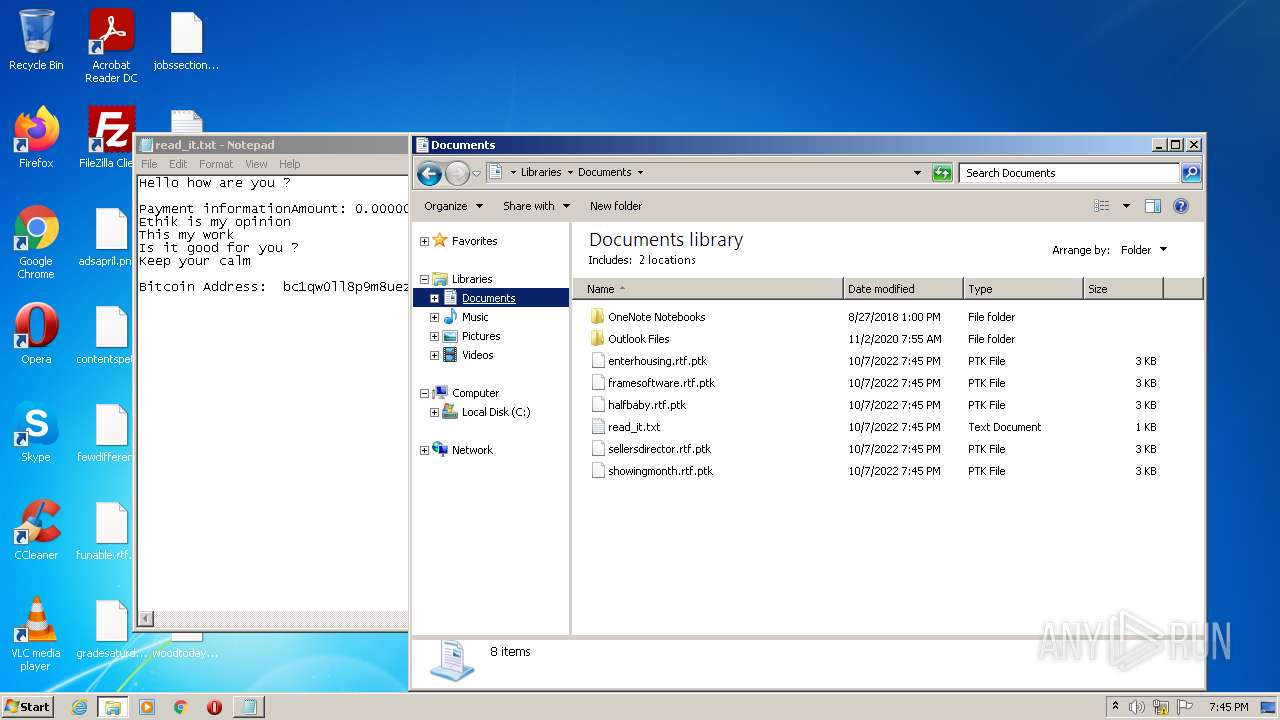 Recycle Bin
Acrobat
Reader DC
jobssection...
Firefox
FileZilla Clie
Google
Chrome
adsapril.pn
Opera
contentspet
Skype
fewdifferen
CCleaner
funable.rtf.
VLC media
player
gradesaturd...
woodtoday...
read_it.txt - Notepad
File Edit Format View Help
Hello how are you ?
Payment informationAmount: 0.0000
Ethik is my opinion
This my work
Is it good for you ?
Keep your calm
Bitcoin Address: bc1qw0ll8p9m8uez
Documents
Libraries Documents
Search Documents
Organize Share with New folder
Favorites
Libraries
Documents
Music
Pictures
Videos
Computer
Local Disk (C:)
Network
Documents library
Includes: 2 locations
Arrange by: Folder
Name Date modified Type Size
OneNote Notebooks 8/27/2018 1:00 PM File folder
Outlook Files 11/2/2020 7:55 AM File folder
enterhousing.rtf.ptk 10/7/2022 7:45 PM PTK File 3 KB
framesoftware.rtf.ptk 10/7/2022 7:45 PM PTK File 3 KB
halfbaby.rtf.ptk 10/7/2022 7:45 PM PTK File 3 KB
read_it.txt 10/7/2022 7:45 PM Text Document 1 KB
sellersdirector.rtf.ptk 10/7/2022 7:45 PM PTK File 3 KB
showingmonth.rtf.ptk 10/7/2022 7:45 PM PTK File 3 KB
8 items
ANY RUN
Start
7:45 PM